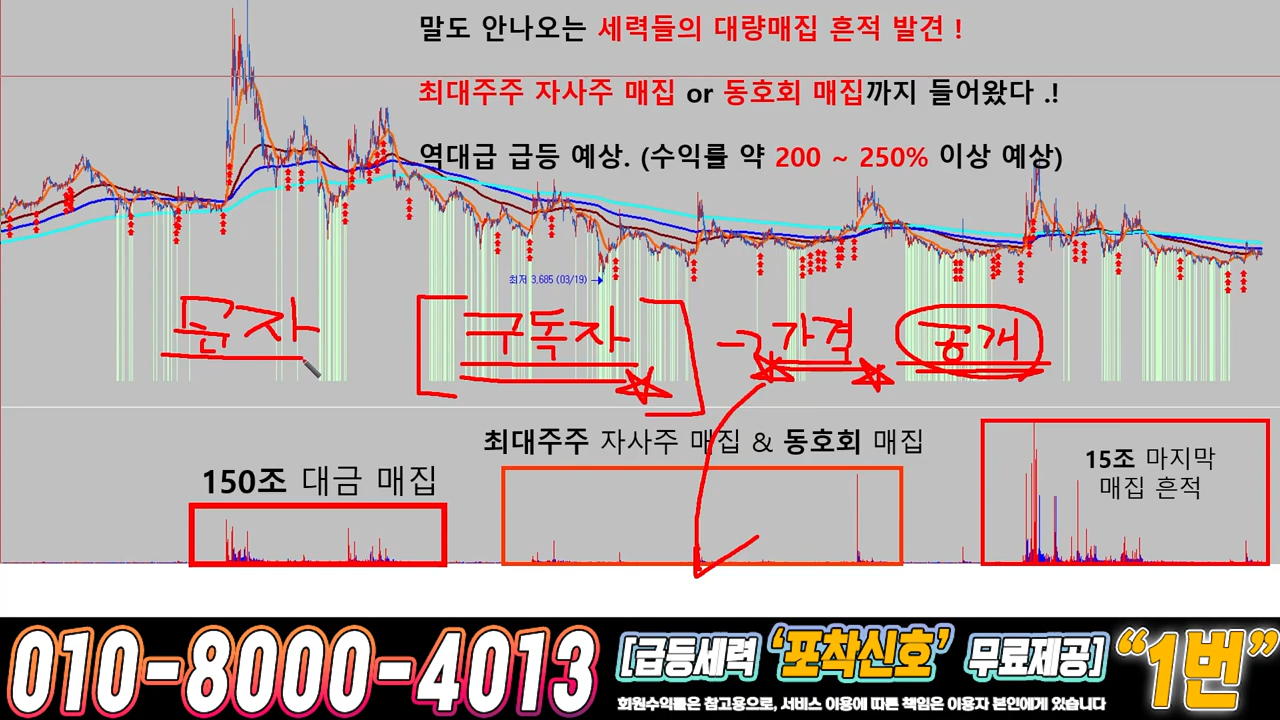 말도 안나오는 세력들의 대량매집 흔적 발견 !
최대주주 자사주 매집 or 동호회 매집까지 들어왔다 .!
역대급 급등 예상. (수익률 약 200 ~ 250% 이상 예상)
최저 3,685 (03/19)
문자 구독자 가격 공개
최대주주 자사주 매집 & 동호회 매집
150조 대금 매집
15조 마지막
매집 흔적
010-8000-4013 [급등세력 ‘포착신호’ 무료제공] “1번”
회원수익률은 참고용으로, 서비스 이용에 따른 책임은 이용자 본인에게 있습니다